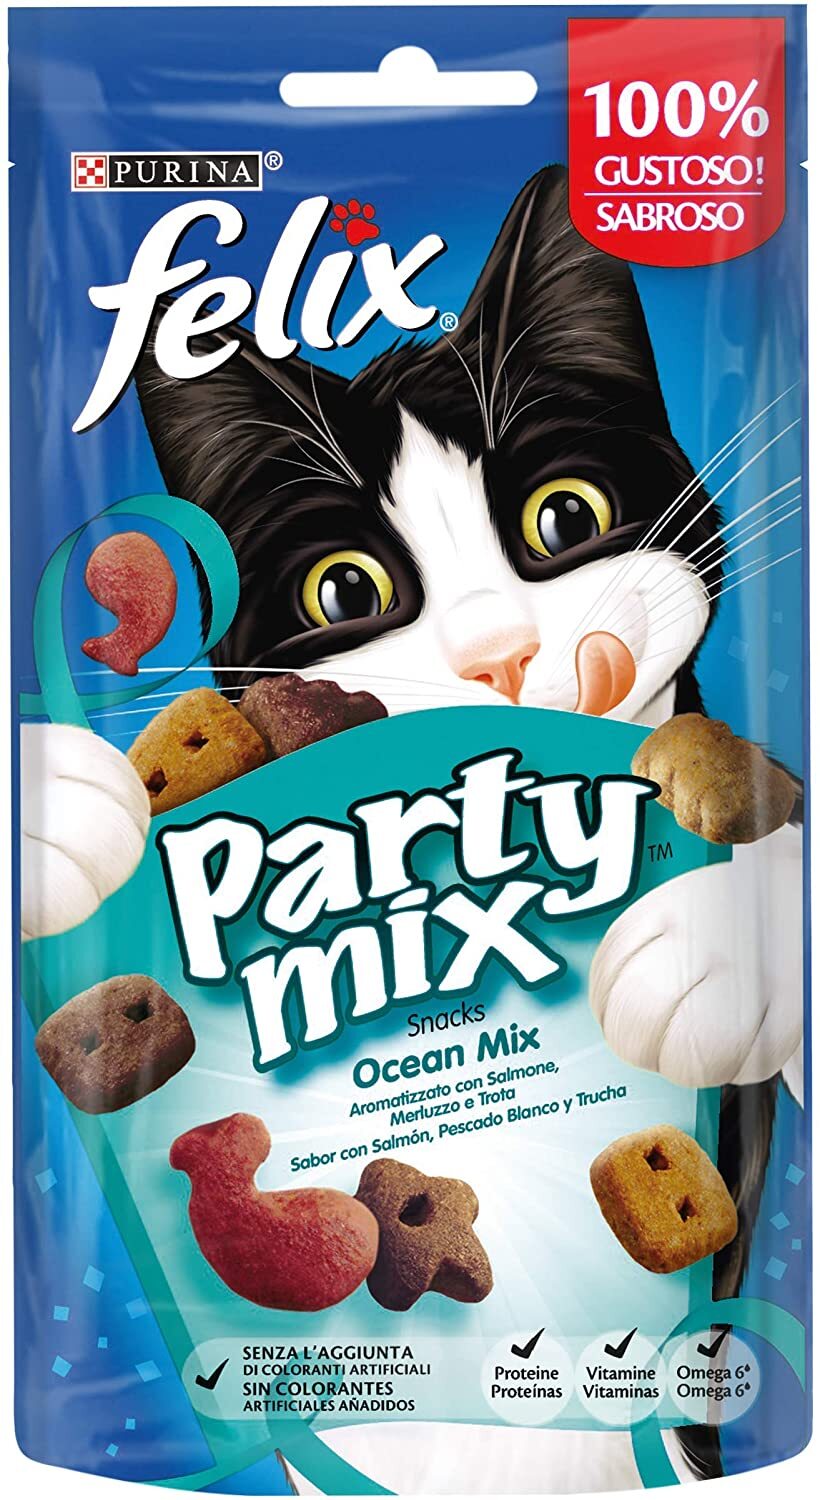 PURINA®
felix®
100%
GUSTOSO!
SABROSO
Party
mix™
Snacks
Ocean Mix
Aromatizzato con Salmone,
Merluzzo e Trota
Sabor con Salmón, Pescado Blanco y Trucha
SENZA L'AGGIUNTA
DI COLORANTI ARTIFICIALI
SIN COLORANTES
ARTIFICIALES AÑADIDOS
Proteine
Proteínas
Vitamine
Vitaminas
Omega 6
Omega 6